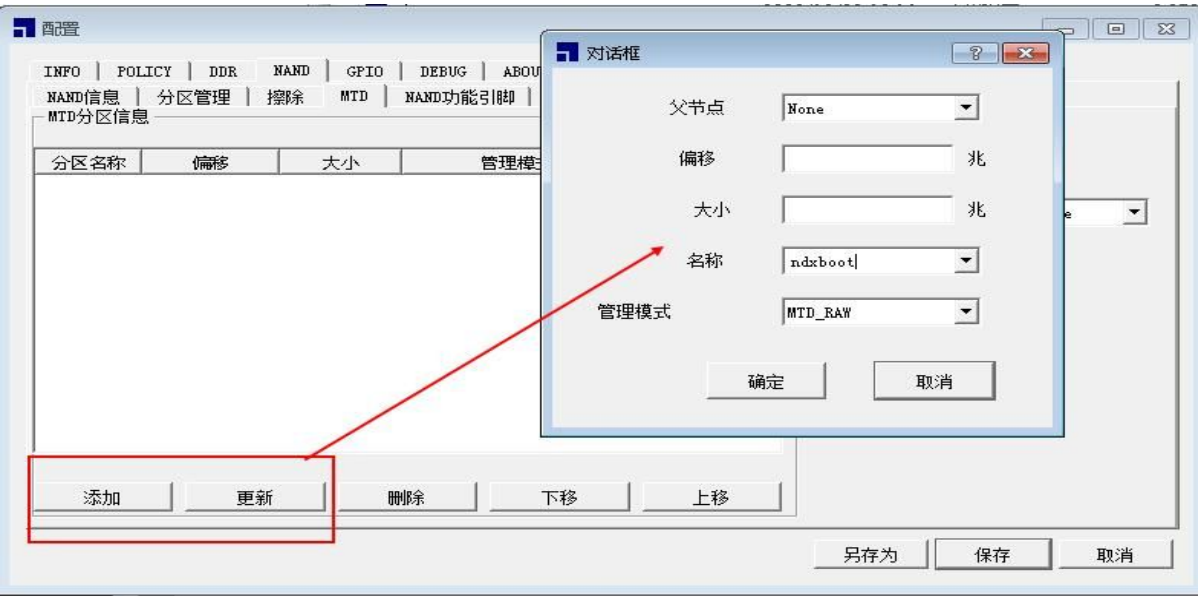 配置
INFO POLICY DDR NAND GPIO DEBUG ABOU
NAND信息 分区管理 擦除 MTD NAND功能引脚
MTD分区信息
分区名称 偏移 大小 管理模式
添加 更新 删除 下移 上移
另存为 保存 取消
对话框
父节点 None
偏移 兆
大小 兆
名称 ndxboot
管理模式 MTD_RAW
确定 取消